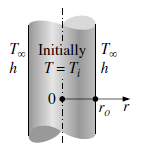 T∞ Initially T∞
h T = Ti h
0
ro r